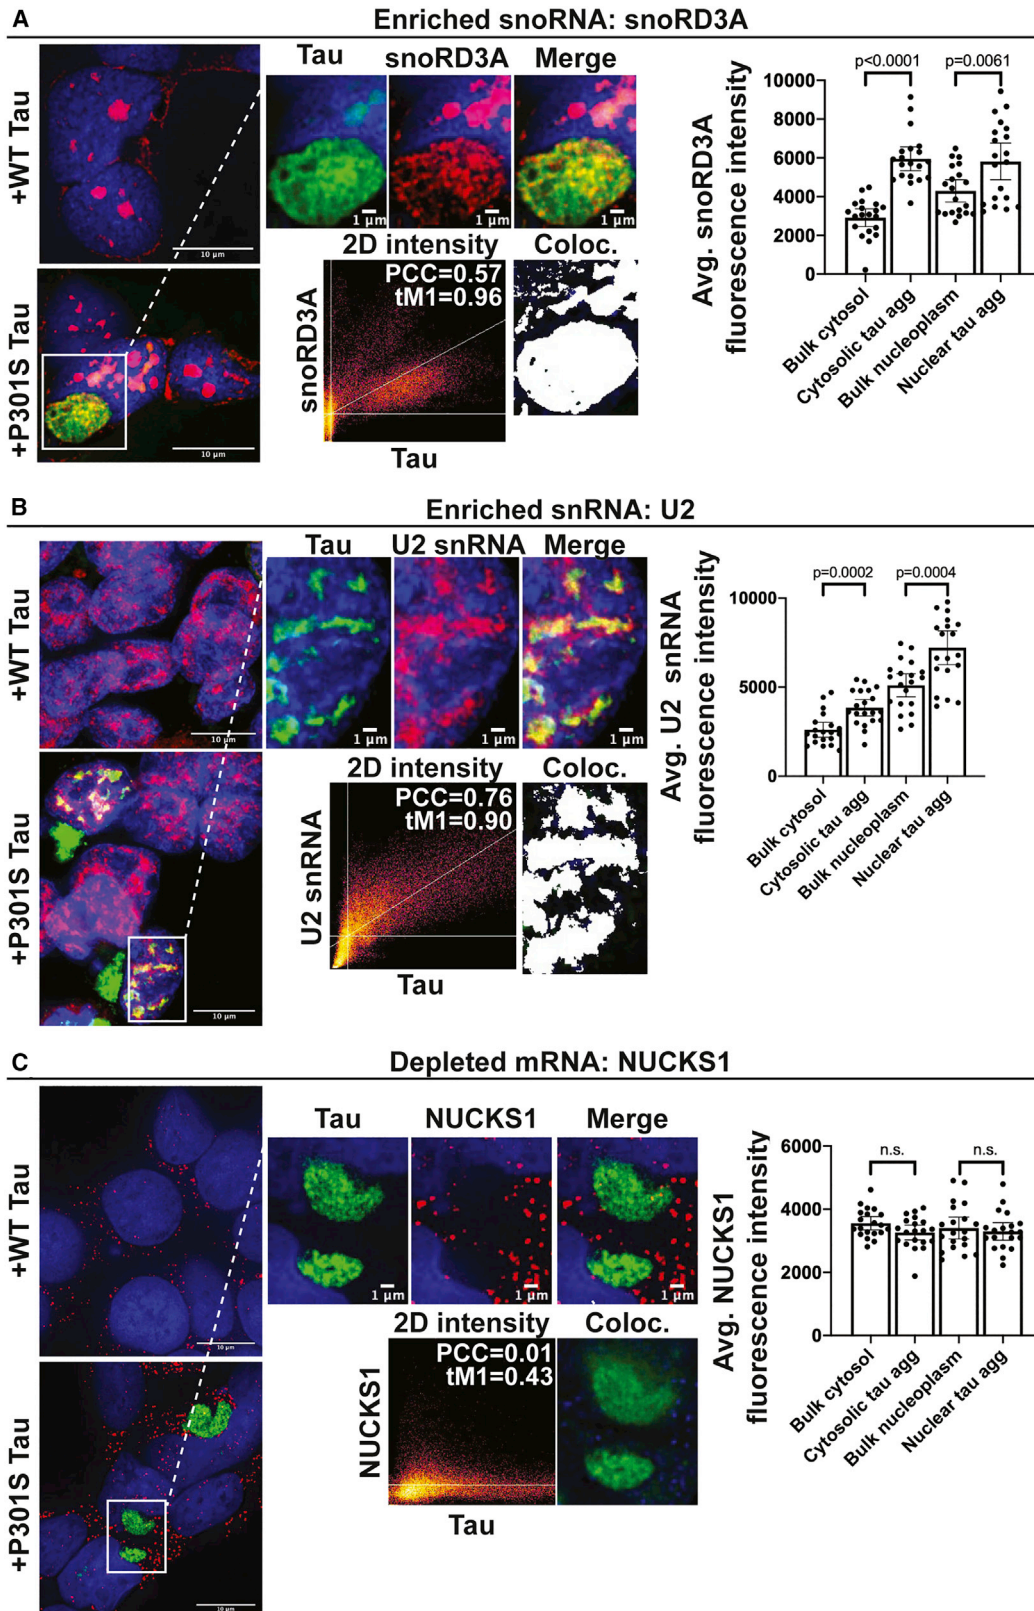 A
Enriched snoRNA: snoRD3A
+WT Tau
+P301S Tau
10 µm
10 µm
Tau snoRD3A Merge
1 µm 1 µm 1 µm
2D intensity Coloc.
PCC=0.57
tM1=0.96
snoRD3A
Tau
Avg. snoRD3A
fluorescence intensity
p<0.0001 p=0.0061
10000
8000
6000
4000
2000
0
Bulk cytosol
Cytosolic tau agg
Bulk nucleoplasm
Nuclear tau agg
B
Enriched snRNA: U2
+WT Tau
+P301S Tau
10 µm
10 µm
Tau U2 snRNA Merge
1 µm 1 µm 1 µm
2D intensity Coloc.
PCC=0.76
tM1=0.90
U2 snRNA
Tau
Avg. U2 snRNA
fluorescence intensity
p=0.0002 p=0.0004
10000
5000
0
Bulk cytosol
Cytosolic tau agg
Bulk nucleoplasm
Nuclear tau agg
C
Depleted mRNA: NUCKS1
+WT Tau
+P301S Tau
10 µm
10 µm
Tau NUCKS1 Merge
1 µm 1 µm 1 µm
2D intensity Coloc.
PCC=0.01
tM1=0.43
NUCKS1
Tau
Avg. NUCKS1
fluorescence intensity
n.s. n.s.
6000
4000
2000
0
Bulk cytosol
Cytosolic tau agg
Bulk nucleoplasm
Nuclear tau agg